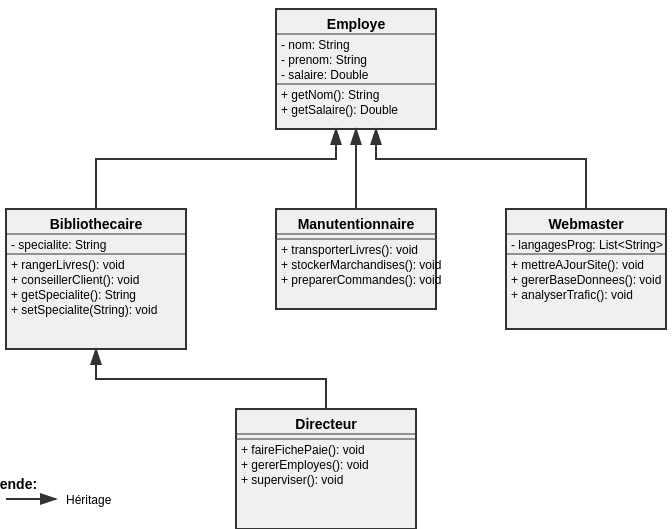 Employe
- nom: String
- prenom: String
- salaire: Double
+ getNom(): String
+ getSalaire(): Double
Bibliothecaire
- specialite: String
+ rangerLivres(): void
+ conseillerClient(): void
+ getSpecialite(): String
+ setSpecialite(String): void
Manutentionnaire
+ transporterLivres(): void
+ stockerMarchandises(): void
+ preparerCommandes(): void
Webmaster
- langagesProg: List<String>
+ mettreAJourSite(): void
+ gererBaseDonnees(): void
+ analyserTrafic(): void
Directeur
+ faireFichePaie(): void
+ gererEmployes(): void
+ superviser(): void
ende:
Héritage